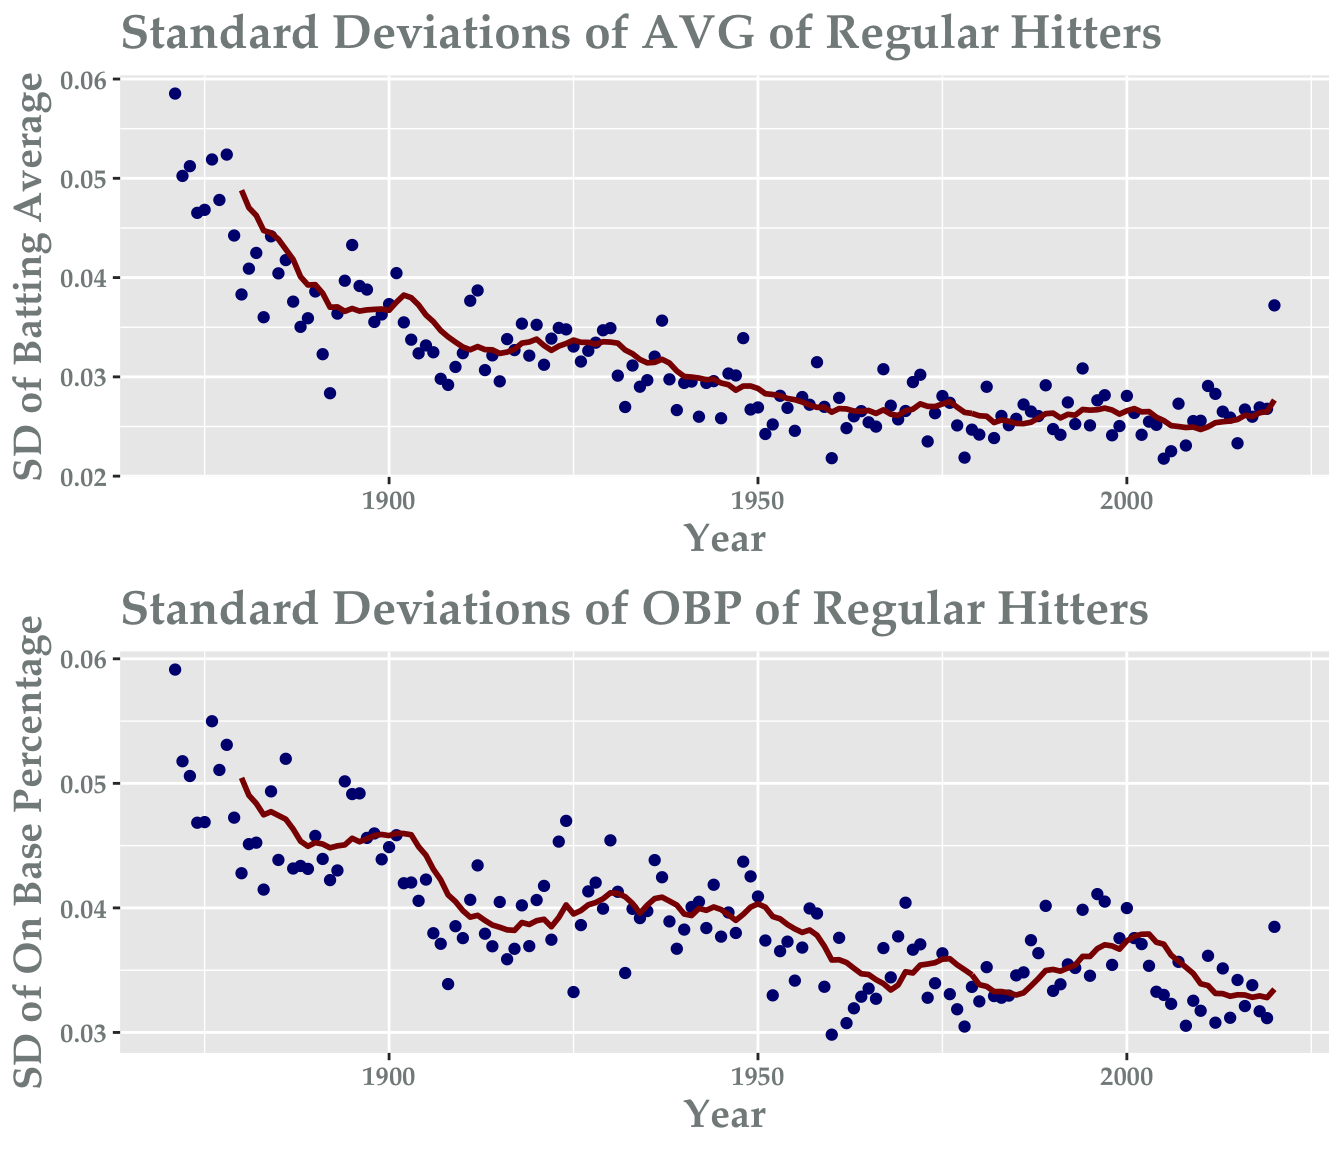 Standard Deviations of AVG of Regular Hitters
SD of Batting Average
0.06
0.05
0.04
0.03
0.02
1900 1950 2000
Year
Standard Deviations of OBP of Regular Hitters
SD of On Base Percentage
0.06
0.05
0.04
0.03
1900 1950 2000
Year